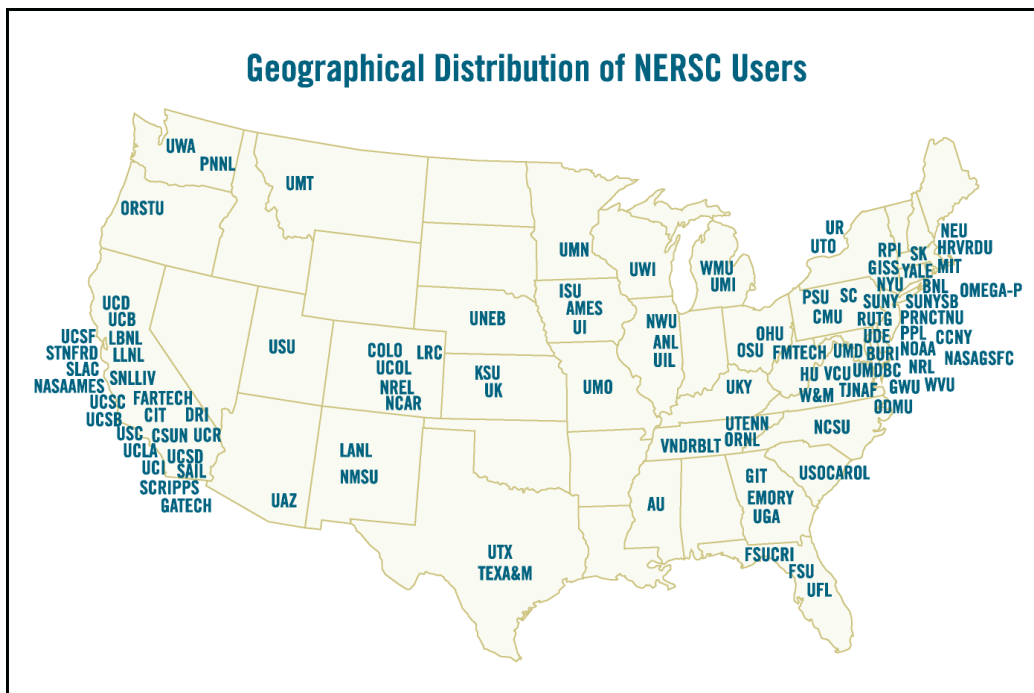 Geographical Distribution of NERSC Users
UWA
PNNL
ORSTU
UMT
UCD
UCB
UCSF
LBNL
STNFRD
LLNL
SLAC
SNLLIV
NASAAMES
UCSC
FARTECH
UCSB
CIT
DRI
USC
CSUN
UCR
UCLA
UCSD
UCI
SAIL
SCRIPPS
GATECH
USU
UAZ
COLO
LRC
UCOL
NREL
NCAR
LANL
NMSU
UNEB
KSU
UK
UTX
TEXA&M
UMN
ISU
AMES
UI
UMO
UWI
NWU
ANL
UIL
WMU
UMI
OHU
OSU
UKY
UTENN
ORNL
VNDRBLT
AU
GIT
EMORY
UGA
FSUCRI
FSU
UFL
USOCAROL
NCSU
UR
UTO
RPI
SK
NEU
HRVRDU
GISS
YALE
MIT
NYU
BNL
OMEGA-P
PSU
SC
SUNY
SUNYSB
CMU
RUTG
PRNCTNU
UDE
PPL
CCNY
FMTECH
UMD
BURI
NOAA
NASAGSFC
HU
VCU
UMDBC
NRL
W&M
TJNAF
GWU
WVU
ODMU